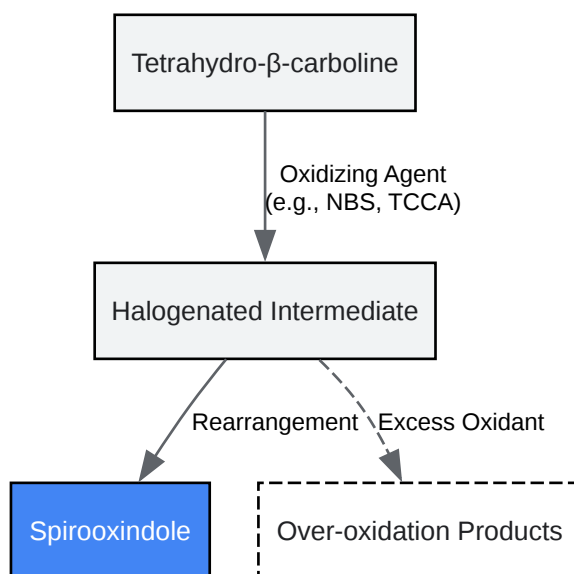 Tetrahydro-β-carboline
Oxidizing Agent
(e.g., NBS, TCCA)
Halogenated Intermediate
Rearrangement
Excess Oxidant
Spirooxindole
Over-oxidation Products